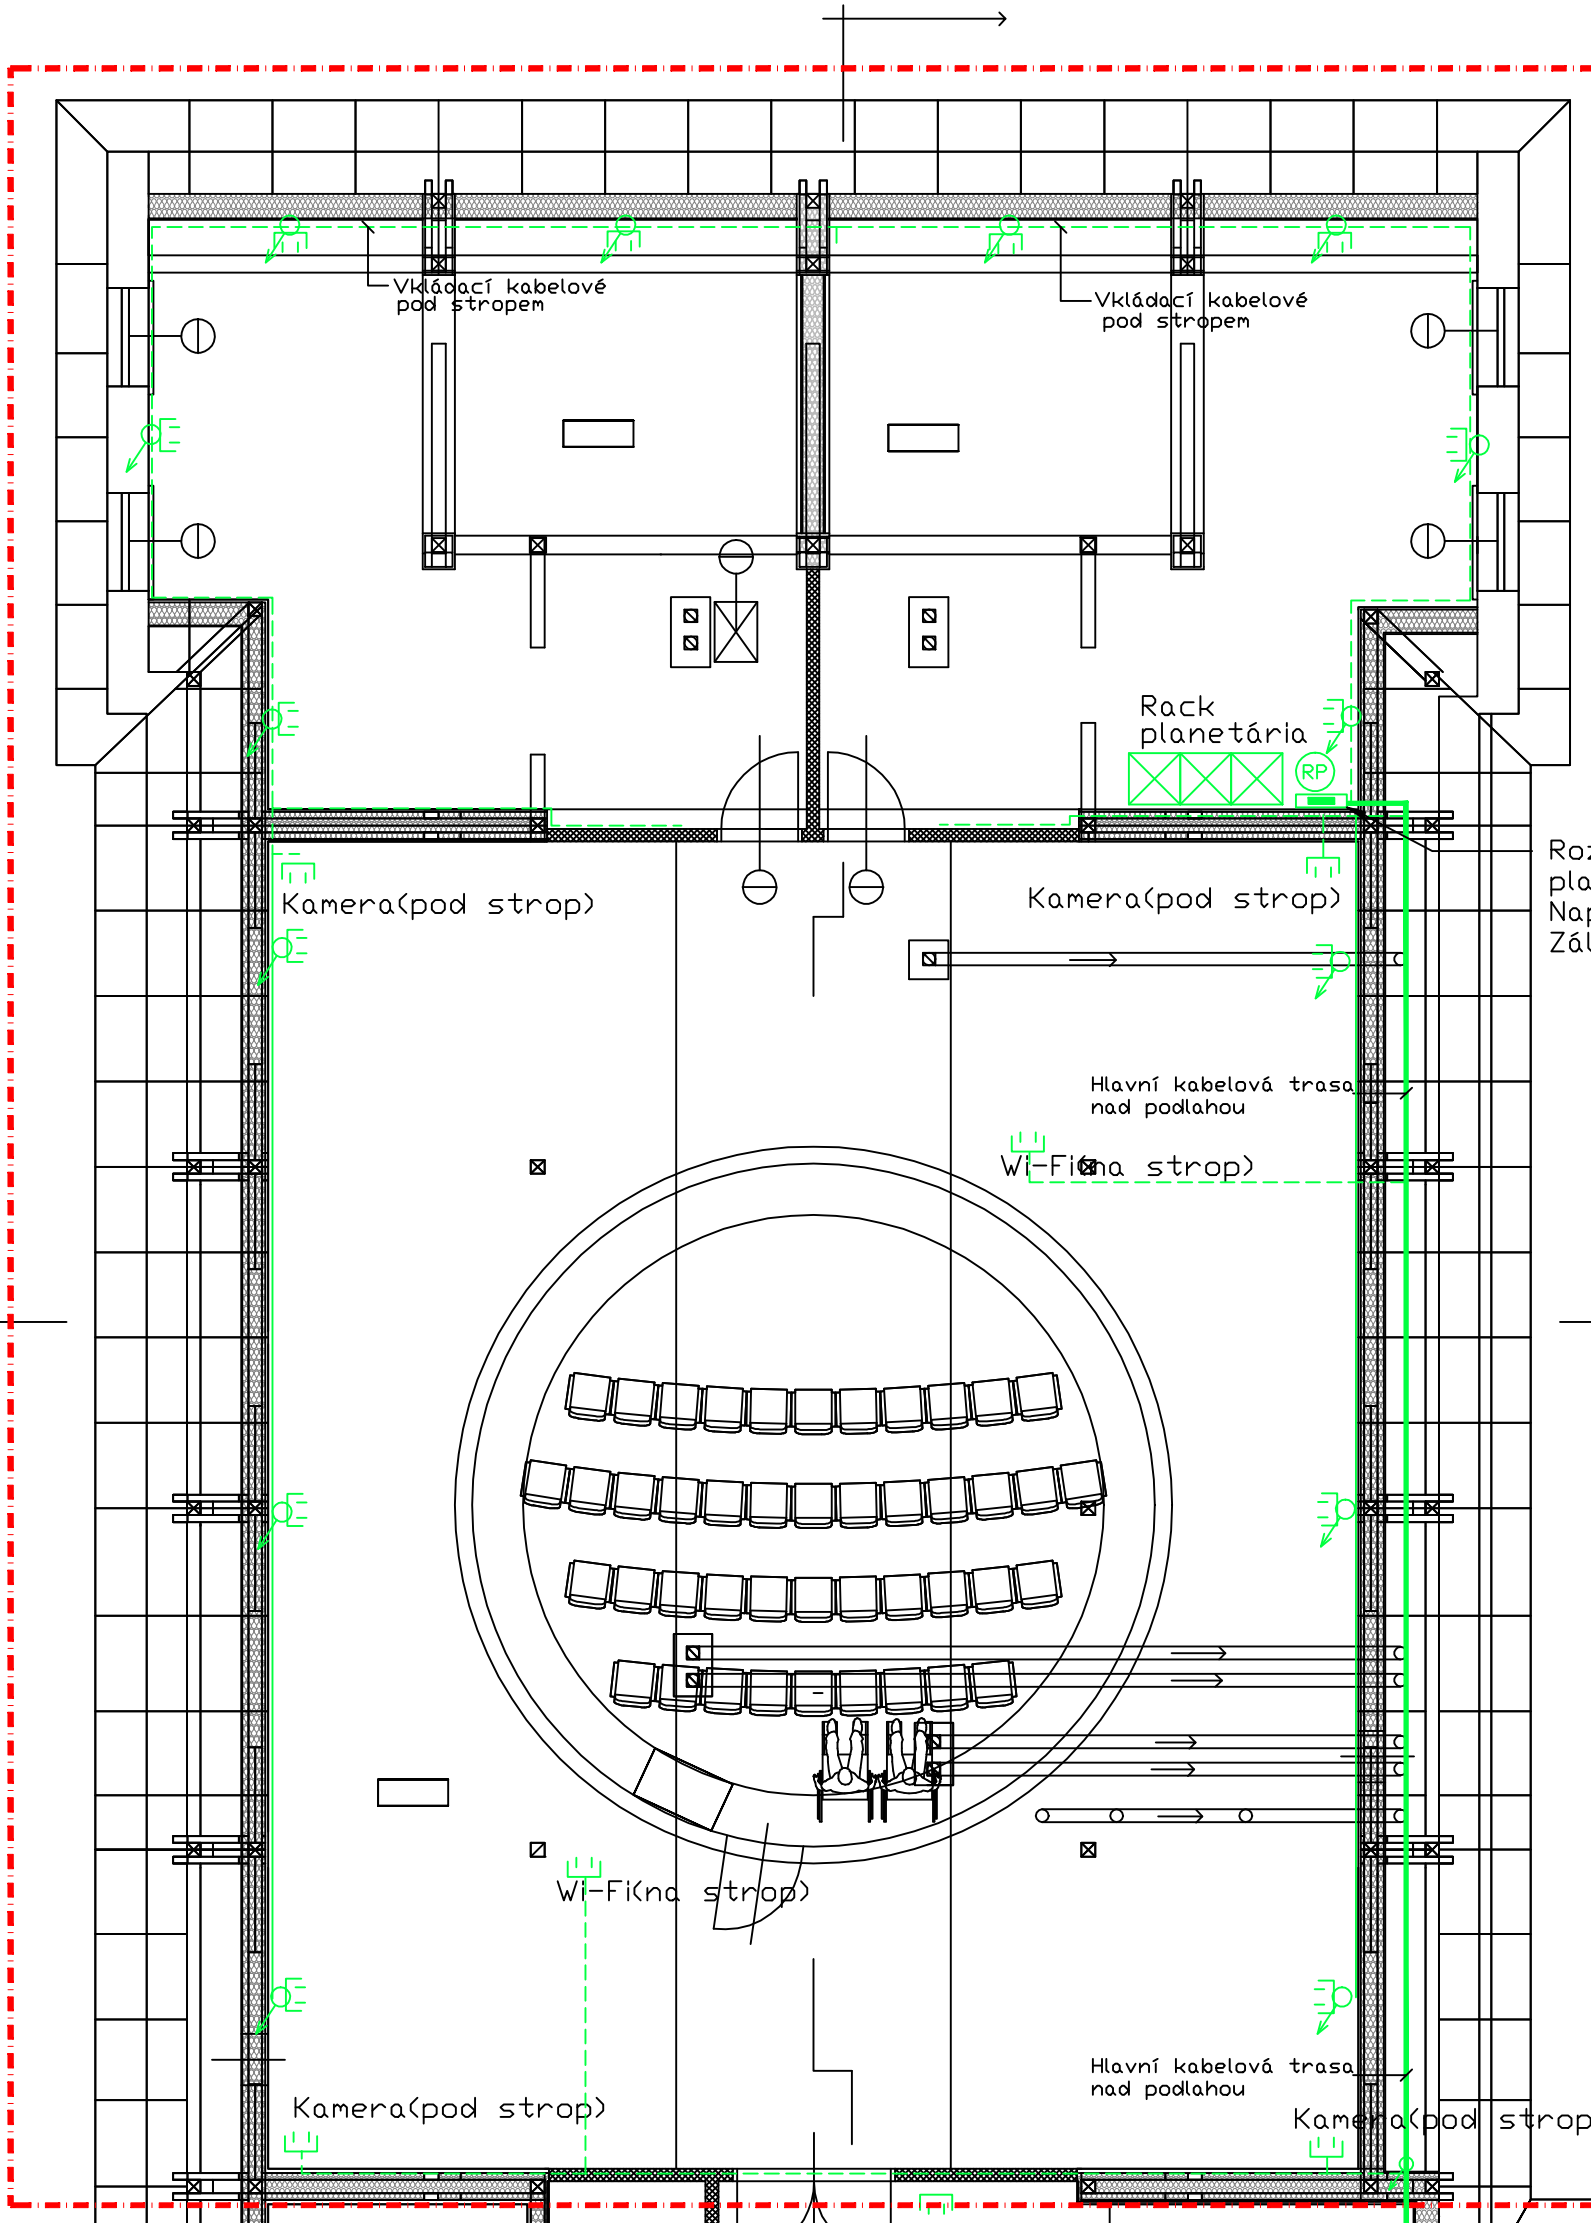 Vkládací kabelové
pod stropem
Vkládací kabelové
pod stropem
Rack
planetária
RP
Kamera(pod strop)
Kamera(pod strop)
Hlavní kabelová trasa
nad podlahou
Wi-Fi(na strop)
Wi-Fi(na strop)
Hlavní kabelová trasa
nad podlahou
Kamera(pod strop)
Kamera(pod strop